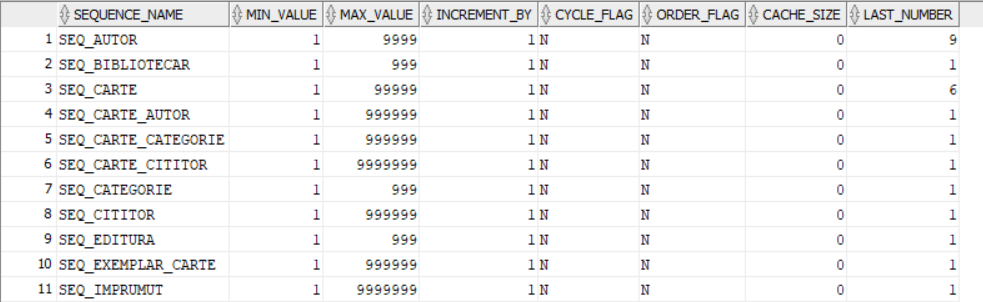 SEQUENCE_NAME MIN_VALUE MAX_VALUE INCREMENT_BY CYCLE_FLAG ORDER_FLAG CACHE_SIZE LAST_NUMBER
1 SEQ_AUTOR 1 9999 1 N N 0 9
2 SEQ_BIBLIOTECAR 1 999 1 N N 0 1
3 SEQ_CARTE 1 99999 1 N N 0 6
4 SEQ_CARTE_AUTOR 1 999999 1 N N 0 1
5 SEQ_CARTE_CATEGORIE 1 999999 1 N N 0 1
6 SEQ_CARTE_CITITOR 1 9999999 1 N N 0 1
7 SEQ_CATEGORIE 1 999 1 N N 0 1
8 SEQ_CITITOR 1 999999 1 N N 0 1
9 SEQ_EDITURA 1 999 1 N N 0 1
10 SEQ_EXEMPLAR_CARTE 1 999999 1 N N 0 1
11 SEQ_IMPRUMUT 1 9999999 1 N N 0 1